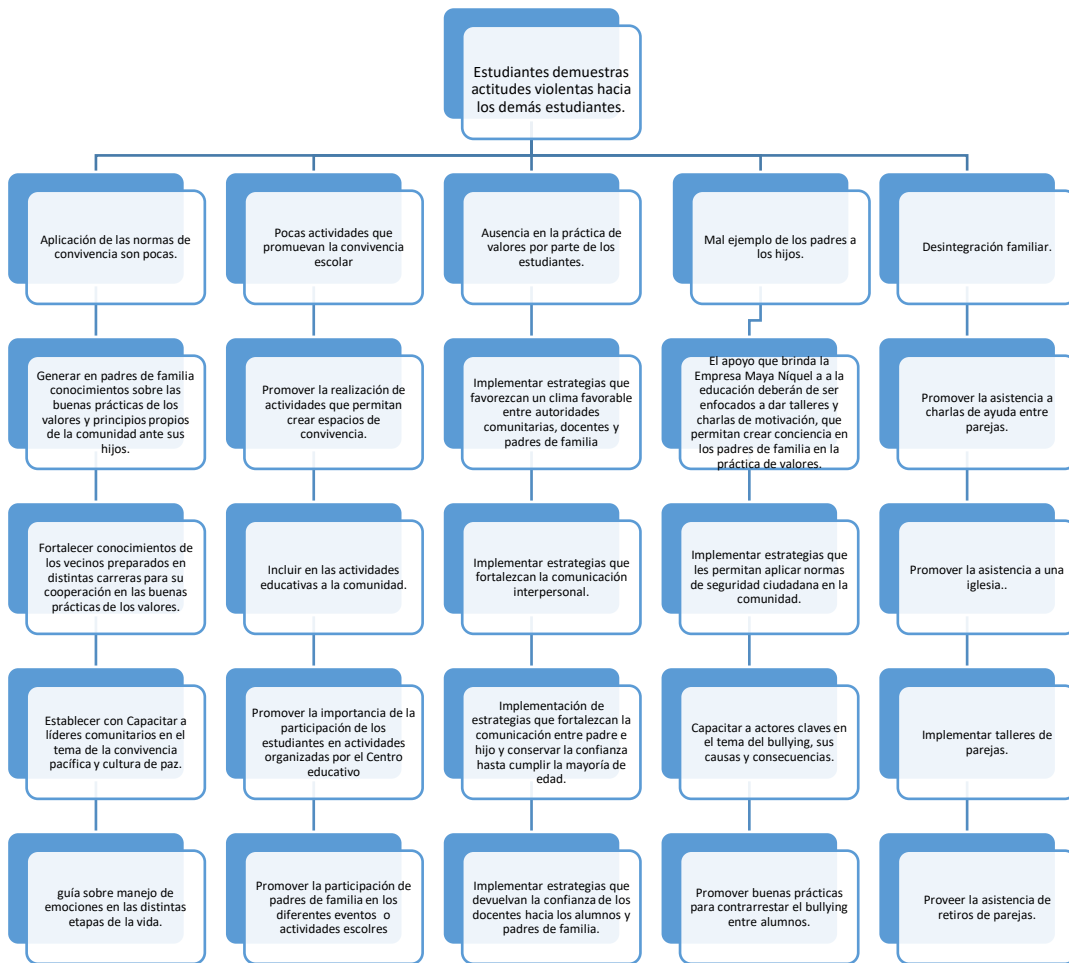 Estudiantes demuestras
actitudes violentas hacia
los demás estudiantes.
Aplicación de las normas de
convivencia son pocas.
Pocas actividades que
promuevan la convivencia
escolar
Ausencia en la práctica de
valores por parte de los
estudiantes.
Mal ejemplo de los padres a
los hijos.
Desintegración familiar.
Generar en padres de familia
conocimientos sobre las
buenas prácticas de los
valores y principios propios
de la comunidad ante sus
hijos.
Promover la realización de
actividades que permitan
crear espacios de
convivencia.
Implementar estrategias que
favorezcan un clima favorable
entre autoridades
comunitarias, docentes y
padres de familia
El apoyo que brinda la
Empresa Maya Níquel a a la
educación deberán de ser
enfocados a dar talleres y
charlas de motivación, que
permitan crear conciencia en
los padres de familia en la
práctica de valores.
Promover la asistencia a
charlas de ayuda entre
parejas.
Fortalecer conocimientos de
los vecinos preparados en
distintas carreras para su
cooperación en las buenas
prácticas de los valores.
Incluir en las actividades
educativas a la comunidad.
Implementar estrategias que
fortalezcan la comunicación
interpersonal.
Implementar estrategias que
les permitan aplicar normas
de seguridad ciudadana en la
comunidad.
Promover la asistencia a una
iglesia..
Establecer con Capacitar a
líderes comunitarios en el
tema de la convivencia
pacífica y cultura de paz.
Promover la importancia de la
participación de los
estudiantes en actividades
organizadas por el Centro
educativo
Implementación de
estrategias que fortalezcan la
comunicación entre padre e
hijo y conservar la confianza
hasta cumplir la mayoría de
edad.
Capacitar a actores claves en
el tema del bullying, sus
causas y consecuencias.
Implementar talleres de
parejas.
guía sobre manejo de
emociones en las distintas
etapas de la vida.
Promover la participación de
padres de familia en los
diferentes eventos o
actividades escolres
Implementar estrategias que
devuelvan la confianza de los
docentes hacia los alumnos y
padres de familia.
Promover buenas prácticas
para contrarrestar el bullying
entre alumnos.
Proveer la asistencia de
retiros de parejas.